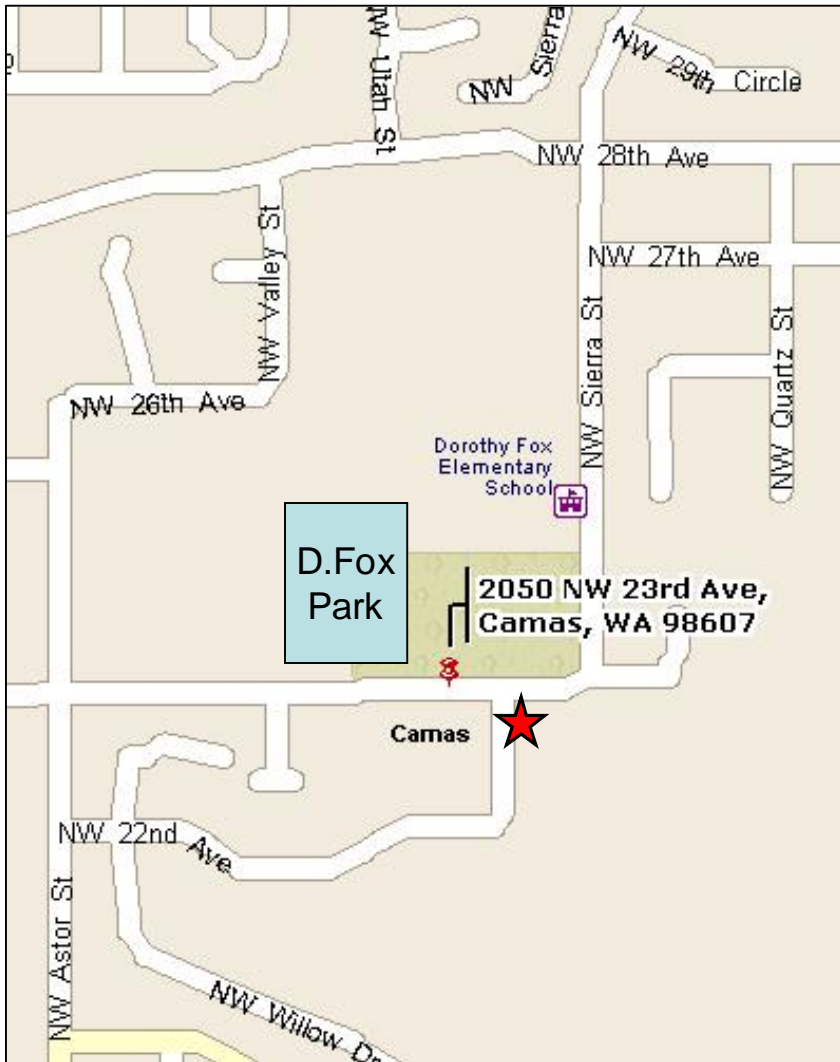 NW Utah St
NW Sierra
NW 29th Circle
NW 28th Ave
NW Valley St
NW 27th Ave
NW Sierra St
NW Quartz St
NW 26th Ave
Dorothy Fox
Elementary
School
D.Fox
Park
2050 NW 23rd Ave,
Camas, WA 98607
Camas
NW 22nd Ave
NW Astor St
NW Willow Dr